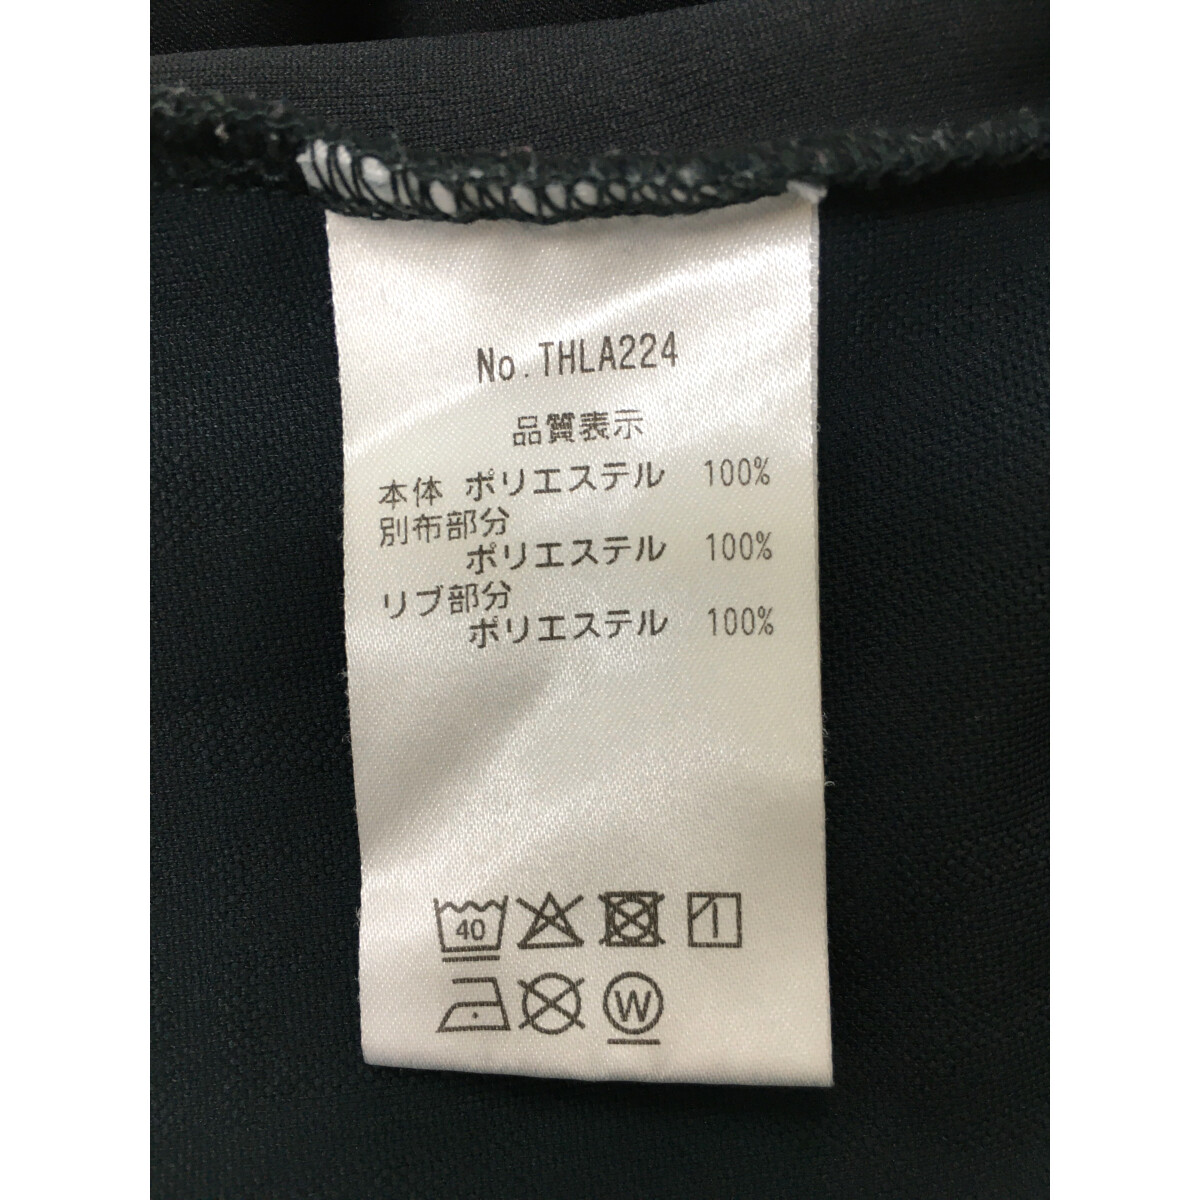 No.THLA224
品質表示
本体 ポリエステル 100%
別布部分
ポリエステル 100%
リブ部分
ポリエステル 100%
40
W